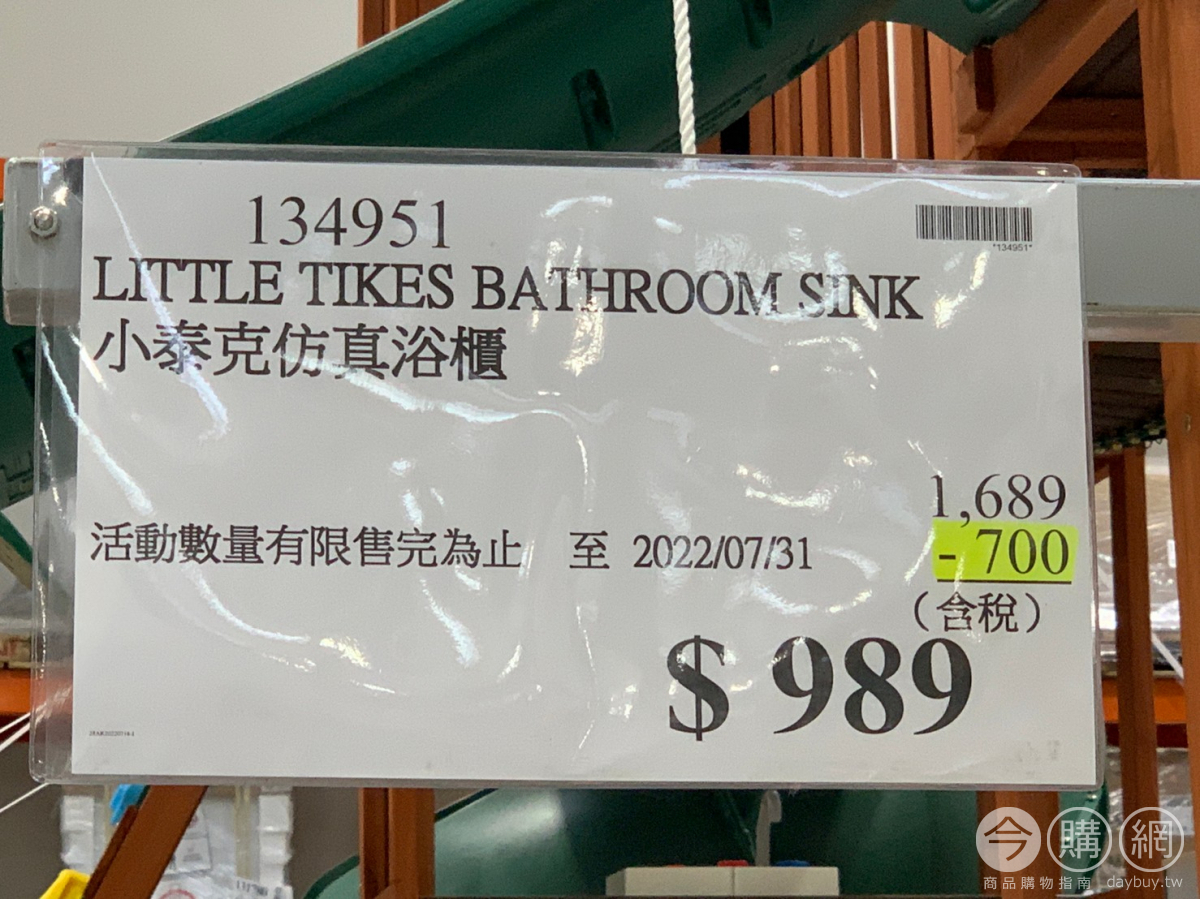 134951
*134951*
LITTLE TIKES BATHROOM SINK
小泰克仿真浴櫃
1,689
活動數量有限售完為止 至 2022/07/31
- 700
(含稅)
$ 989
今購網
商品購物指南 daybuy.tw